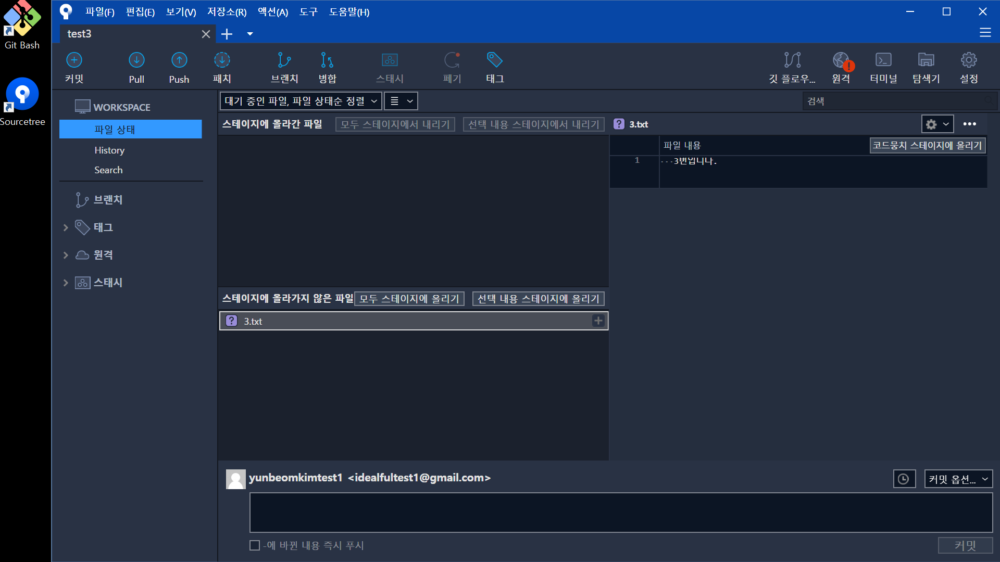 Git Bash
Sourcetree
파일(F) 편집(E) 보기(V) 저장소(R) 액션(A) 도구 도움말(H)
test3
커밋 Pull Push 패치 브랜치 병합 스태시 폐기 태그 깃 플로우... 원격 터미널 탐색기 설정
WORKSPACE
파일 상태
History
Search
브랜치
태그
원격
스태시
대기 중인 파일, 파일 상태순 정렬
검색
스테이지에 올라간 파일 모두 스테이지에서 내리기 선택 내용 스테이지에서 내리기
3.txt
파일 내용 코드뭉치 스테이지에 올리기
1 ···3번입니다.
스테이지에 올라가지 않은 파일 모두 스테이지에 올리기 선택 내용 스테이지에 올리기
3.txt
yunbeomkimtest1 <idealfultest1@gmail.com>
커밋 옵션...
-에 바뀐 내용 즉시 푸시
커밋